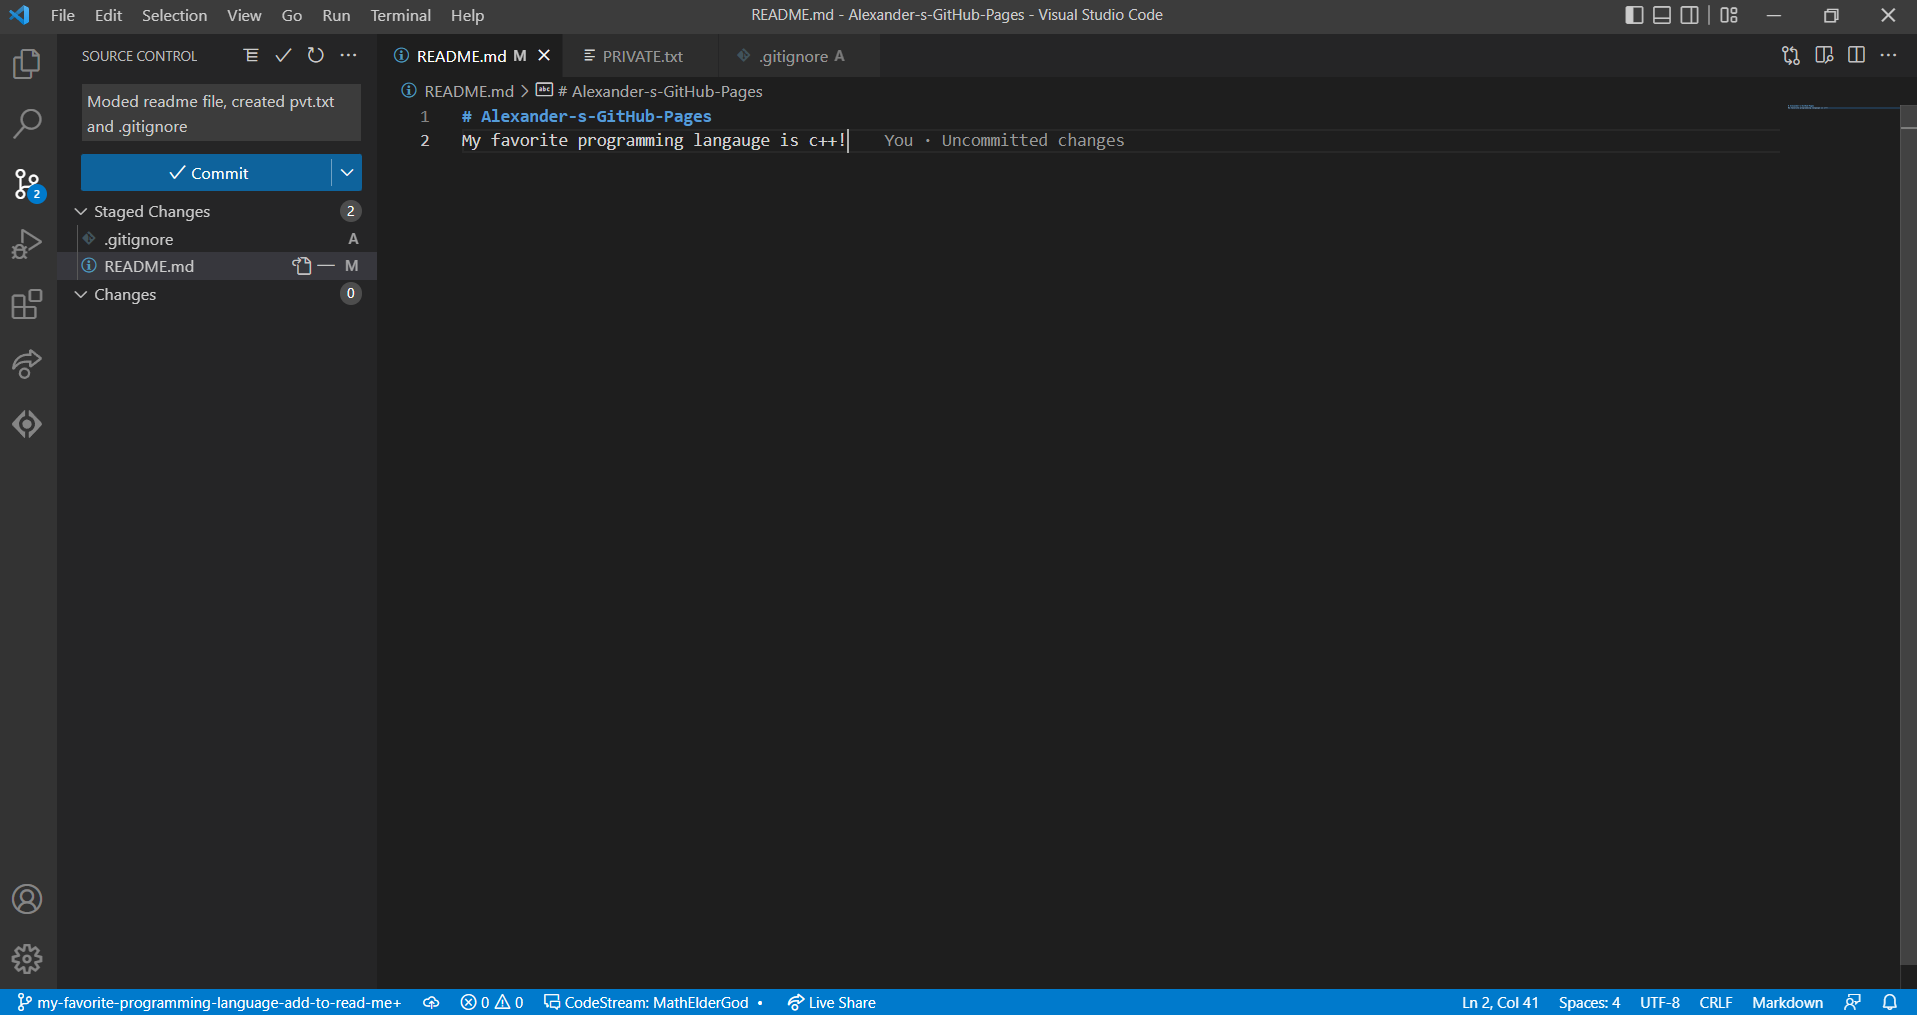 File Edit Selection View Go Run Terminal Help
README.md - Alexander-s-GitHub-Pages - Visual Studio Code
SOURCE CONTROL
README.md M
PRIVATE.txt
.gitignore A
README.md > # Alexander-s-GitHub-Pages
Moded readme file, created pvt.txt
and .gitignore
Commit
Staged Changes 2
.gitignore A
README.md M
Changes 0
1 # Alexander-s-GitHub-Pages
2 My favorite programming langauge is c++! You · Uncommitted changes
2
my-favorite-programming-language-add-to-read-me+ 0 0 CodeStream: MathElderGod • Live Share
Ln 2, Col 41 Spaces: 4 UTF-8 CRLF Markdown